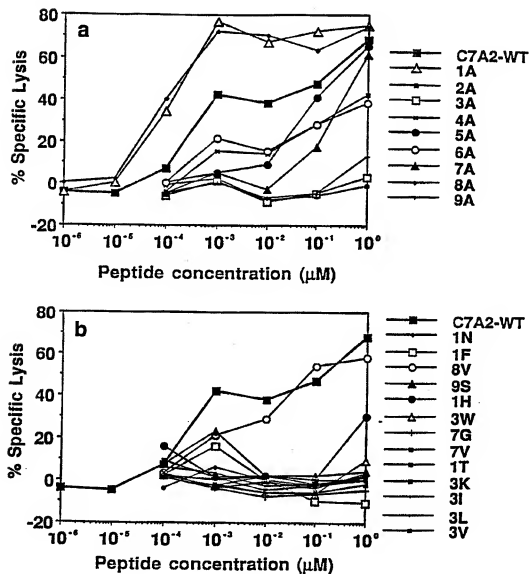 a
% Specific Lysis
80
60
40
20
0
-20
10⁻⁶ 10⁻⁵ 10⁻⁴ 10⁻³ 10⁻² 10⁻¹ 10⁰
Peptide concentration (µM)
C7A2-WT
1A
2A
3A
4A
5A
6A
7A
8A
9A
b
% Specific Lysis
80
60
40
20
0
-20
10⁻⁶ 10⁻⁵ 10⁻⁴ 10⁻³ 10⁻² 10⁻¹ 10⁰
Peptide concentration (µM)
C7A2-WT
1N
1F
8V
9S
1H
3W
7G
7V
1T
3K
3I
3L
3V